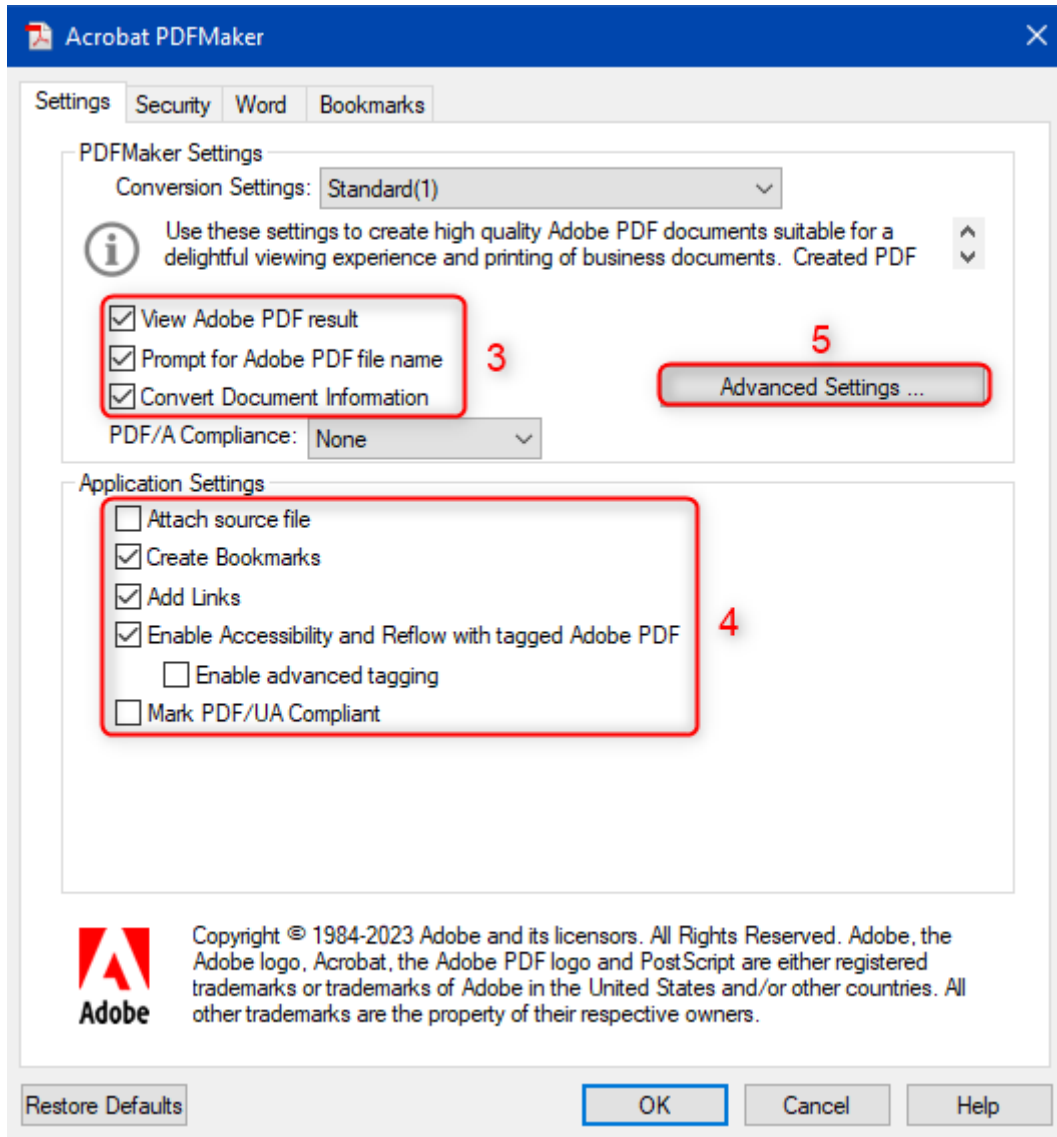 Acrobat PDFMaker
Settings Security Word Bookmarks
PDFMaker Settings
Conversion Settings: Standard(1)
Use these settings to create high quality Adobe PDF documents suitable for a
delightful viewing experience and printing of business documents. Created PDF
View Adobe PDF result
Prompt for Adobe PDF file name
Convert Document Information
3
5
Advanced Settings ...
PDF/A Compliance: None
Application Settings
Attach source file
Create Bookmarks
Add Links
Enable Accessibility and Reflow with tagged Adobe PDF
Enable advanced tagging
Mark PDF/UA Compliant
4
Adobe
Copyright © 1984-2023 Adobe and its licensors. All Rights Reserved. Adobe, the
Adobe logo, Acrobat, the Adobe PDF logo and PostScript are either registered
trademarks or trademarks of Adobe in the United States and/or other countries. All
other trademarks are the property of their respective owners.
Restore Defaults OK Cancel Help